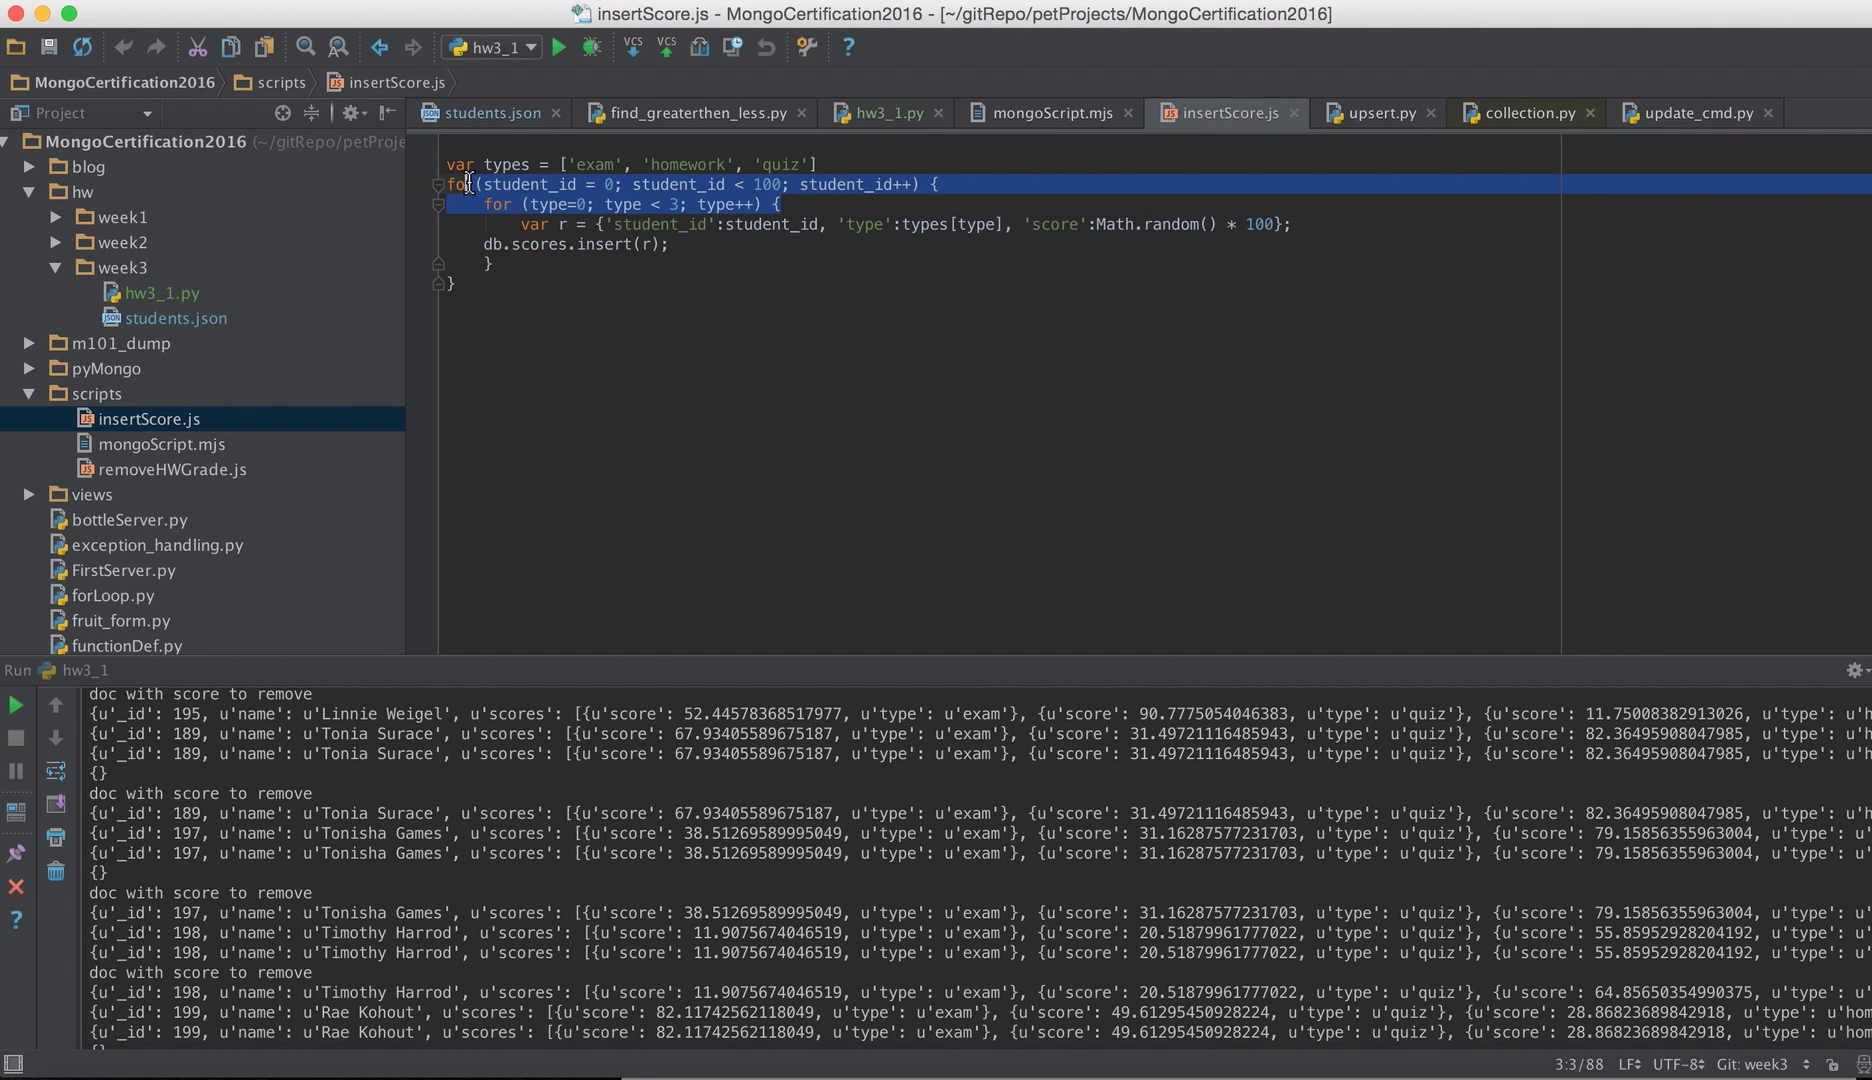 insertScore.js - MongoCertification2016 - [~/gitRepo/petProjects/MongoCertification2016]
hw3_1
VCS VCS
MongoCertification2016 scripts insertScore.js
Project
students.json find_greaterthen_less.py hw3_1.py mongoScript.mjs insertScore.js upsert.py collection.py update_cmd.py
MongoCertification2016 (~/gitRepo/petProje
blog
hw
week1
week2
week3
hw3_1.py
students.json
m101_dump
pyMongo
scripts
insertScore.js
mongoScript.mjs
removeHWGrade.js
views
bottleServer.py
exception_handling.py
FirstServer.py
forLoop.py
fruit_form.py
functionDef.py
var types = ['exam', 'homework', 'quiz']
for(student_id = 0; student_id < 100; student_id++) {
for (type=0; type < 3; type++) {
var r = {'student_id':student_id, 'type':types[type], 'score':Math.random() * 100};
db.scores.insert(r);
}
}
Run hw3_1
doc with score to remove
{u'_id': 195, u'name': u'Linnie Weigel', u'scores': [{u'score': 52.44578368517977, u'type': u'exam'}, {u'score': 90.7775054046383, u'type': u'quiz'}, {u'score': 11.75008382913026, u'type': u'h
{u'_id': 189, u'name': u'Tonia Surace', u'scores': [{u'score': 67.93405589675187, u'type': u'exam'}, {u'score': 31.49721116485943, u'type': u'quiz'}, {u'score': 82.36495908047985, u'type': u'ho
{u'_id': 189, u'name': u'Tonia Surace', u'scores': [{u'score': 67.93405589675187, u'type': u'exam'}, {u'score': 31.49721116485943, u'type': u'quiz'}, {u'score': 82.36495908047985, u'type': u'ho
{}
doc with score to remove
{u'_id': 189, u'name': u'Tonia Surace', u'scores': [{u'score': 67.93405589675187, u'type': u'exam'}, {u'score': 31.49721116485943, u'type': u'quiz'}, {u'score': 82.36495908047985, u'type': u'ho
{u'_id': 197, u'name': u'Tonisha Games', u'scores': [{u'score': 38.51269589995049, u'type': u'exam'}, {u'score': 31.16287577231703, u'type': u'quiz'}, {u'score': 79.15856355963004, u'type': u'h
{u'_id': 197, u'name': u'Tonisha Games', u'scores': [{u'score': 38.51269589995049, u'type': u'exam'}, {u'score': 31.16287577231703, u'type': u'quiz'}, {u'score': 79.15856355963004, u'type': u'h
{}
doc with score to remove
{u'_id': 197, u'name': u'Tonisha Games', u'scores': [{u'score': 38.51269589995049, u'type': u'exam'}, {u'score': 31.16287577231703, u'type': u'quiz'}, {u'score': 79.15856355963004, u'type': u'h
{u'_id': 198, u'name': u'Timothy Harrod', u'scores': [{u'score': 11.9075674046519, u'type': u'exam'}, {u'score': 20.51879961777022, u'type': u'quiz'}, {u'score': 55.85952928204192, u'type': u'h
{u'_id': 198, u'name': u'Timothy Harrod', u'scores': [{u'score': 11.9075674046519, u'type': u'exam'}, {u'score': 20.51879961777022, u'type': u'quiz'}, {u'score': 55.85952928204192, u'type': u'h
doc with score to remove
{u'_id': 198, u'name': u'Timothy Harrod', u'scores': [{u'score': 11.9075674046519, u'type': u'exam'}, {u'score': 20.51879961777022, u'type': u'quiz'}, {u'score': 64.85650354990375, u'type': u'h
{u'_id': 199, u'name': u'Rae Kohout', u'scores': [{u'score': 82.11742562118049, u'type': u'exam'}, {u'score': 49.61295450928224, u'type': u'quiz'}, {u'score': 28.86823689842918, u'type': u'hom
{u'_id': 199, u'name': u'Rae Kohout', u'scores': [{u'score': 82.11742562118049, u'type': u'exam'}, {u'score': 49.61295450928224, u'type': u'quiz'}, {u'score': 28.86823689842918, u'type': u'hom
3:3/88 LF UTF-8 Git: week3